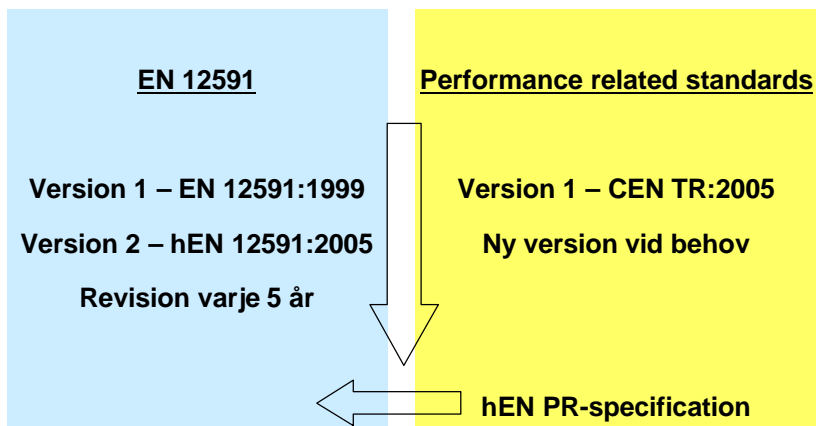 EN 12591
Version 1 – EN 12591:1999
Version 2 – hEN 12591:2005
Revision varje 5 år
Performance related standards
Version 1 – CEN TR:2005
Ny version vid behov
hEN PR-specification